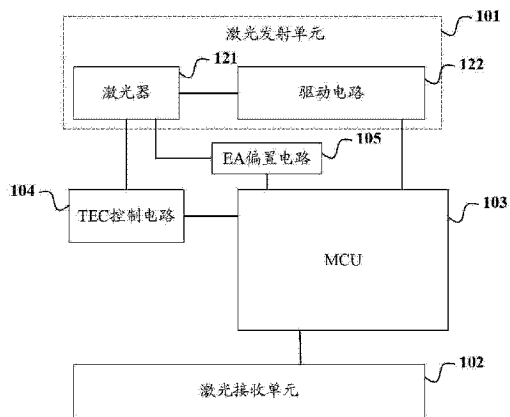 激光发射单元
101
121
122
激光器
驱动电路
105
EA偏置电路
104
103
TEC控制电路
MCU
102
激光接收单元